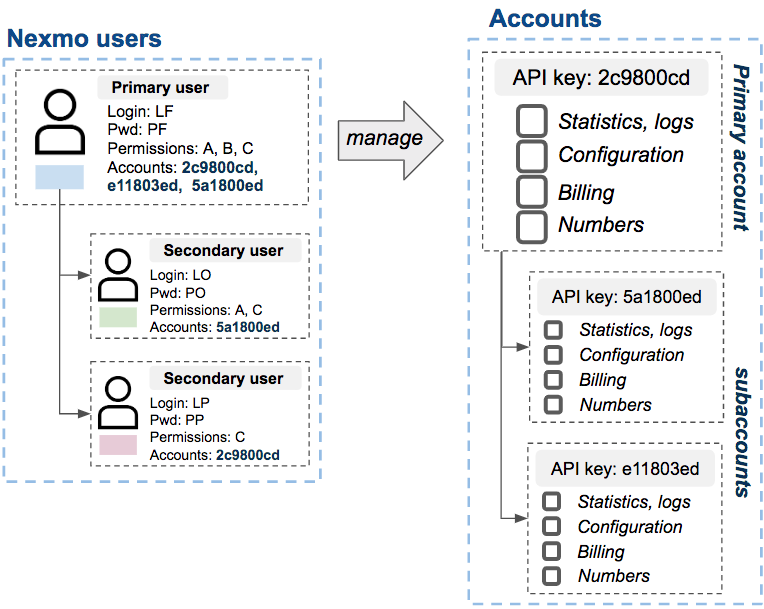 Nexmo users
Primary user
Login: LF
Pwd: PF
Permissions: A, B, C
Accounts: 2c9800cd,
e11803ed, 5a1800ed
Secondary user
Login: LO
Pwd: PO
Permissions: A, C
Accounts: 5a1800ed
Secondary user
Login: LP
Pwd: PP
Permissions: C
Accounts: 2c9800cd
manage
Accounts
API key: 2c9800cd
Statistics, logs
Configuration
Billing
Numbers
Primary account
API key: 5a1800ed
Statistics, logs
Configuration
Billing
Numbers
subaccounts
API key: e11803ed
Statistics, logs
Configuration
Billing
Numbers